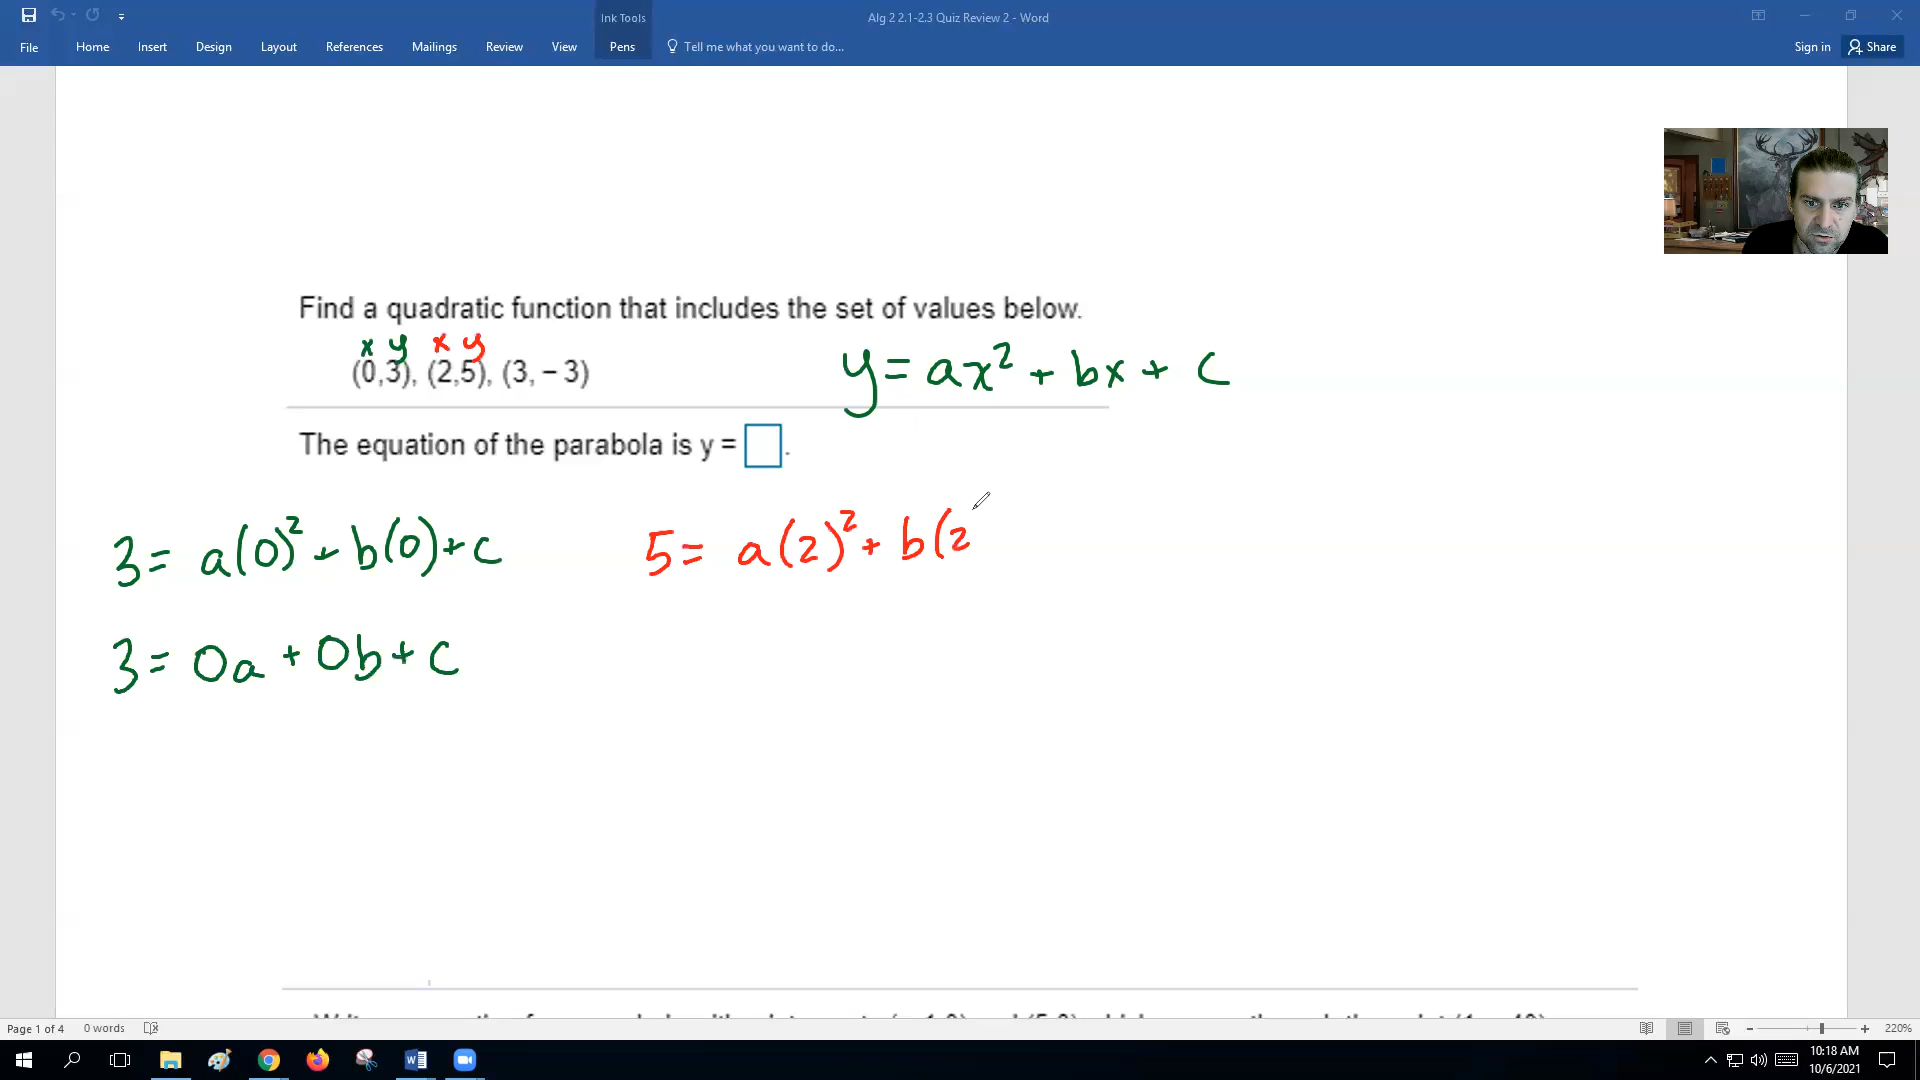 Ink Tools
Alg 2 2.1-2.3 Quiz Review 2 - Word
File Home Insert Design Layout References Mailings Review View Pens Tell me what you want to do... Sign in Share
Find a quadratic function that includes the set of values below.
x y x y
(0,3), (2,5), (3, − 3)
y = ax² + bx + c
The equation of the parabola is y = .
3 = a(0)² + b(0) + c
5 = a(2)² + b(2
3 = 0a + 0b + c
Page 1 of 4 0 words 220%
10:18 AM
10/6/2021